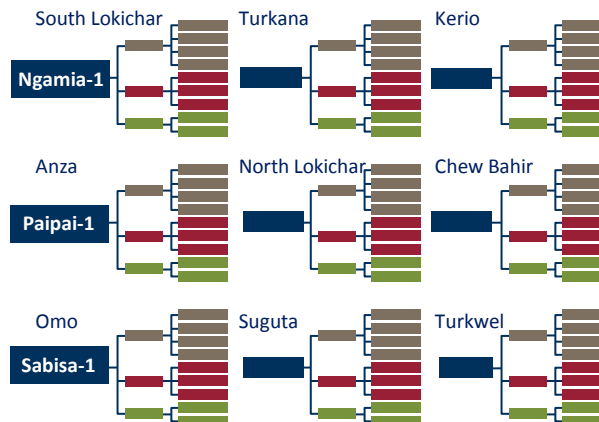 South Lokichar
Turkana
Kerio
Ngamia-1
Anza
North Lokichar
Chew Bahir
Paipai-1
Omo
Suguta
Turkwel
Sabisa-1